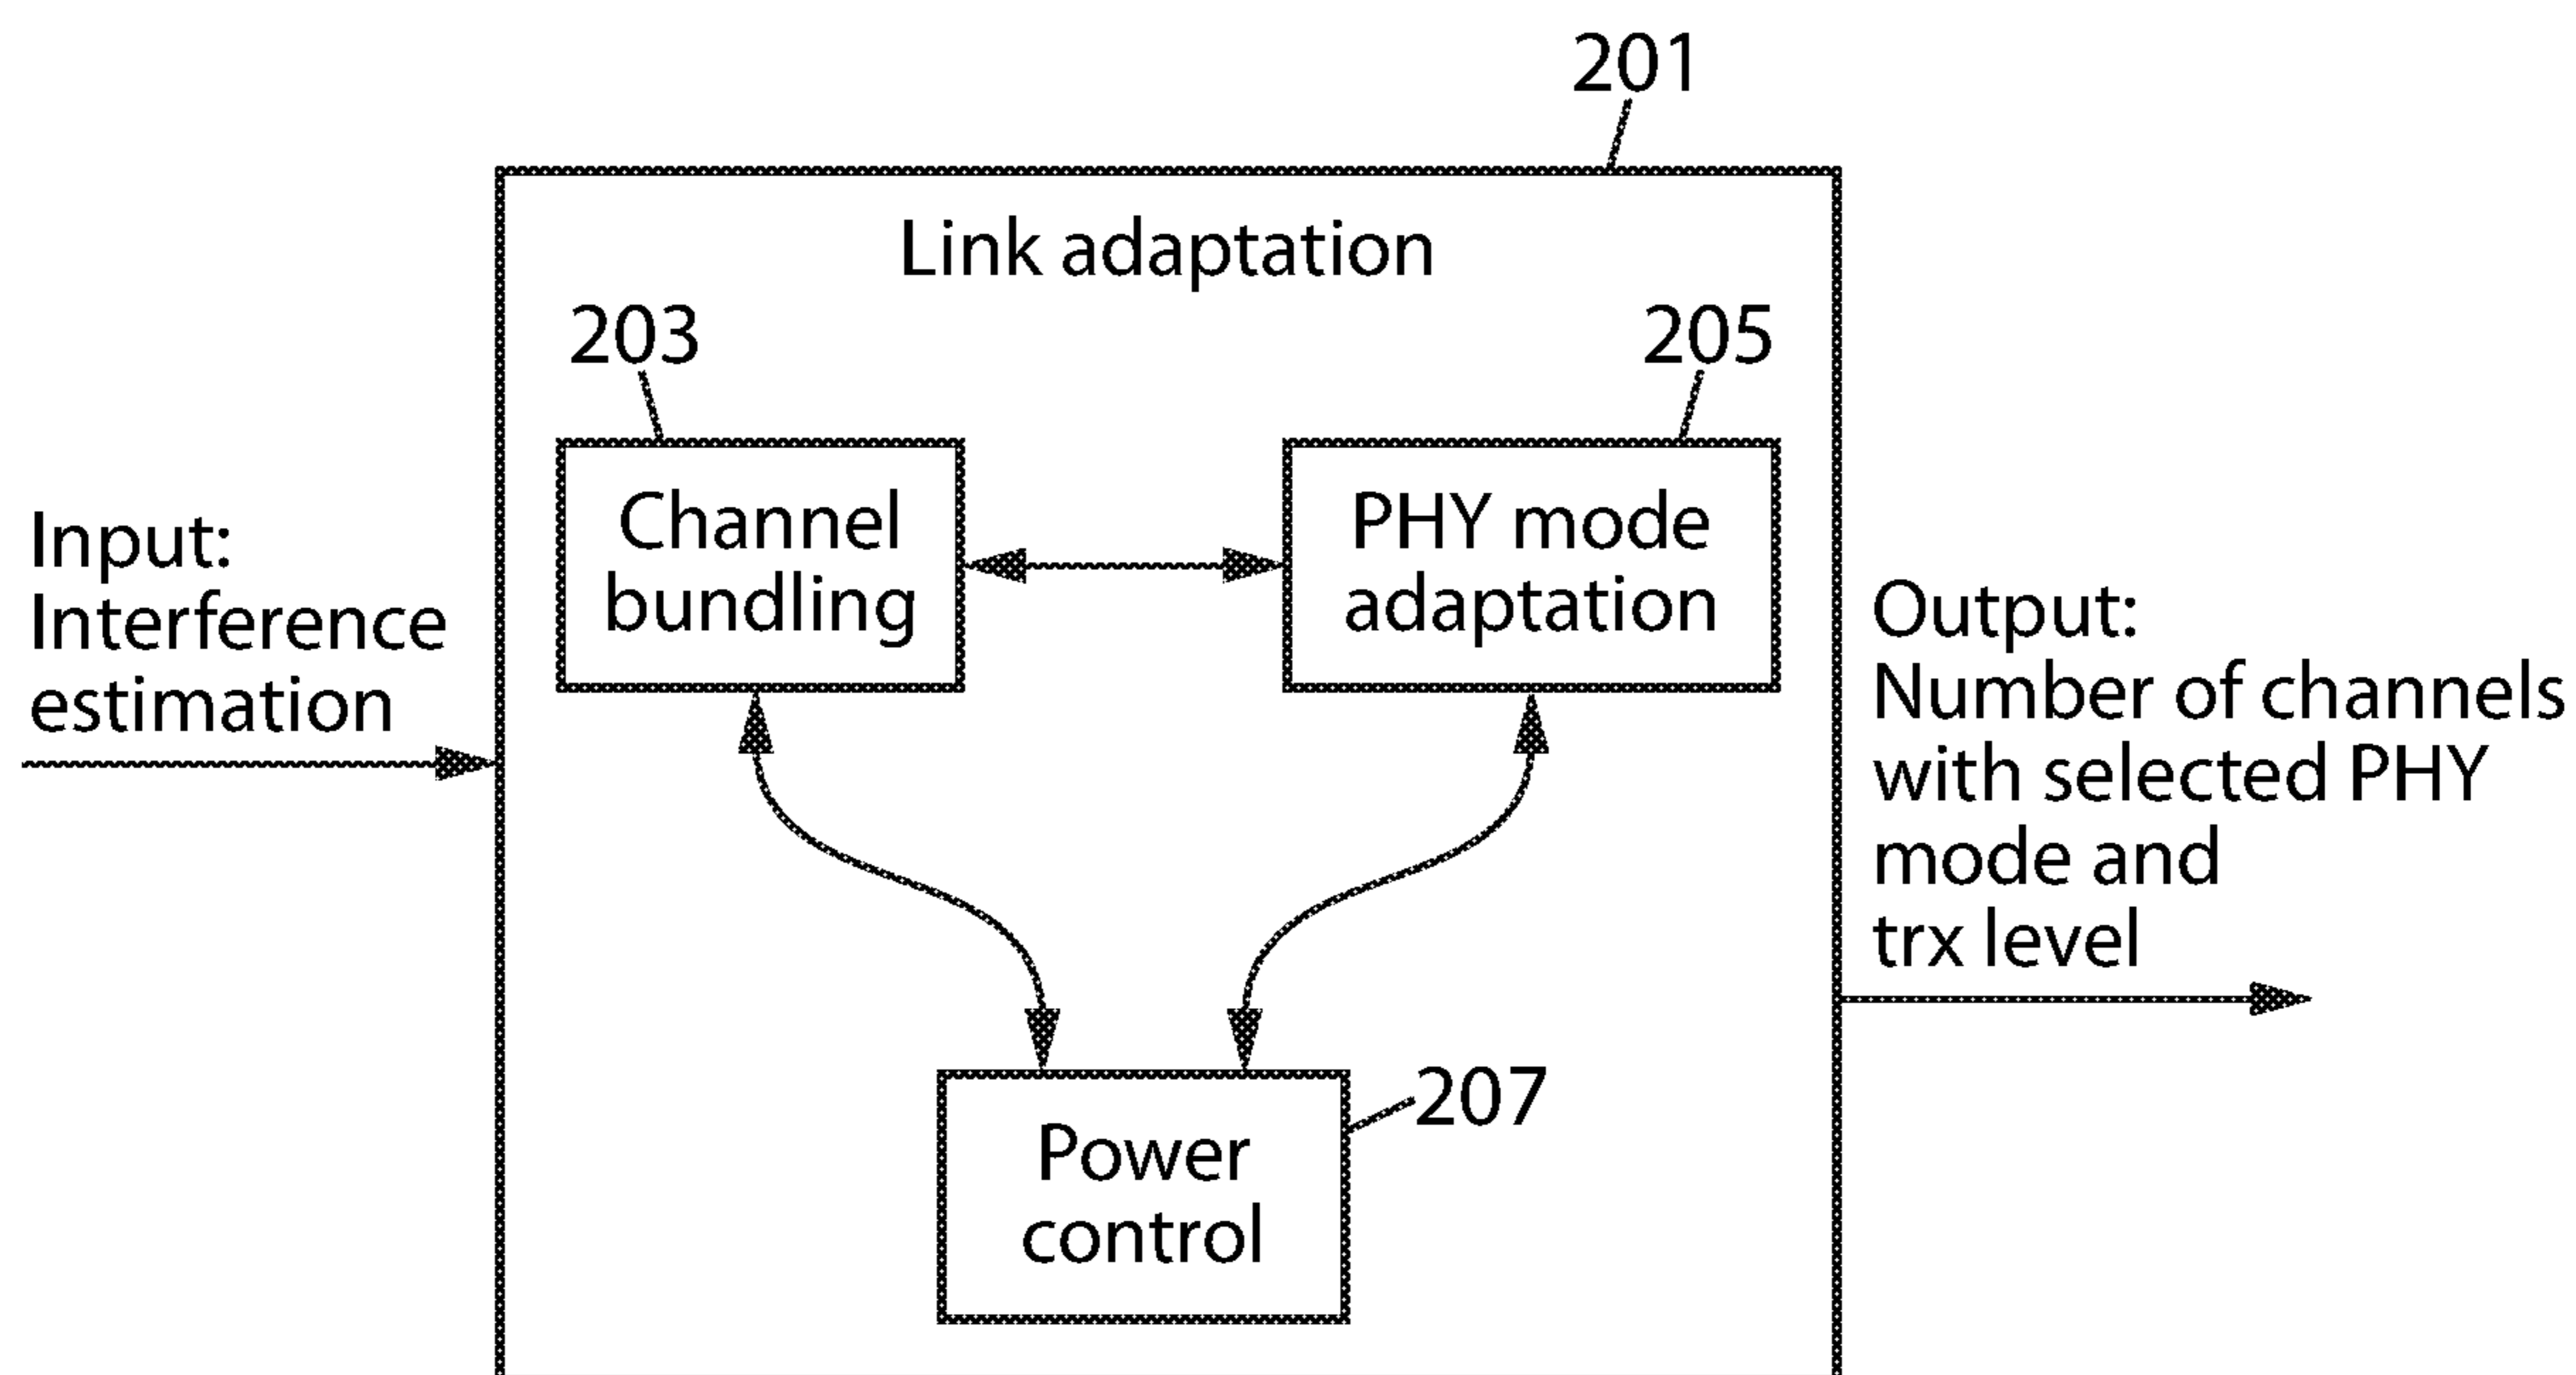 201
Link adaptation
203
205
Channel
bundling
PHY mode
adaptation
Input:
Interference
estimation
Output:
Number of channels
with selected PHY
mode and
trx level
207
Power
control